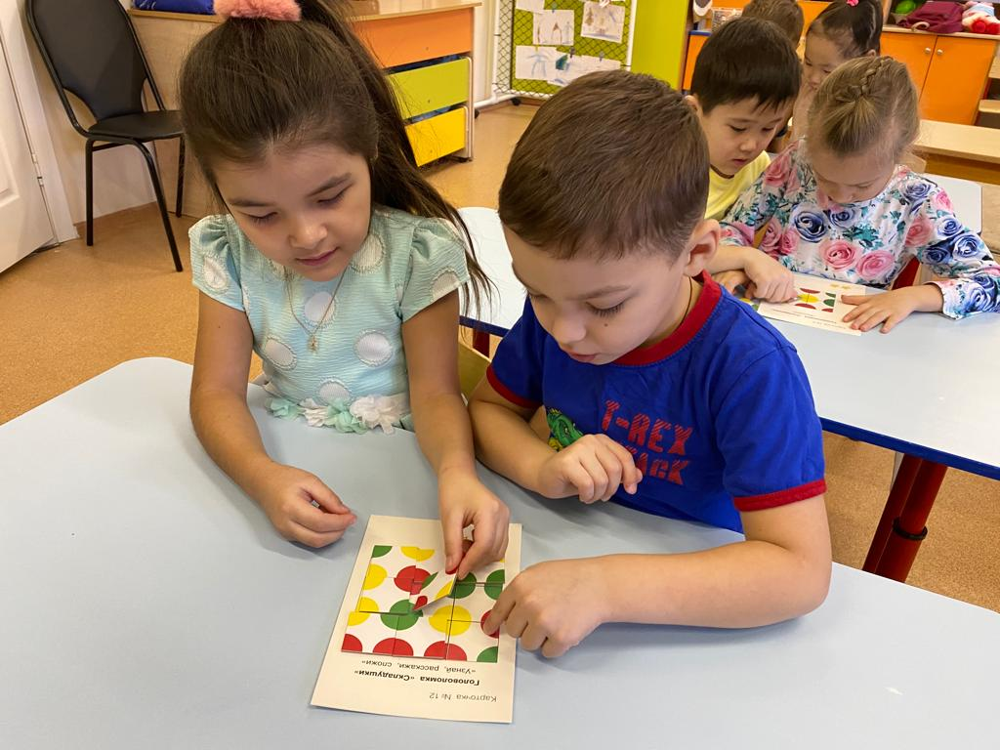 Карточка № 12
Головоломка «Складушки»
«Узнай, расскажи, сложи»
T-REX